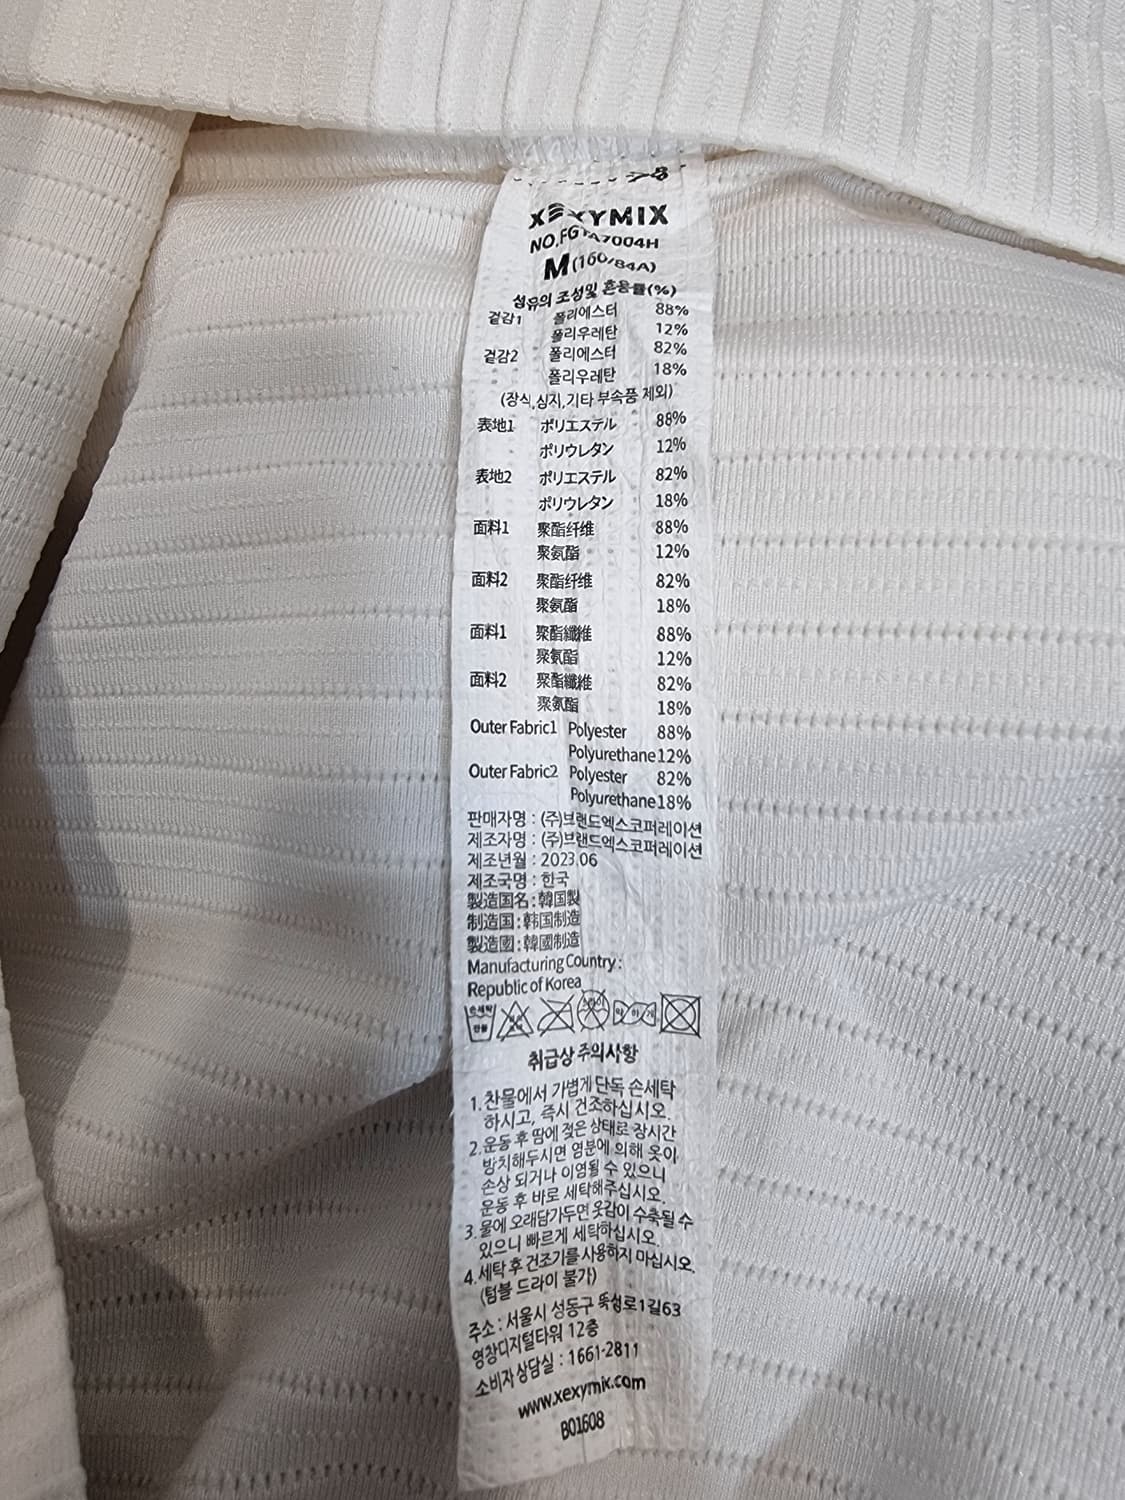 XEXYMIX
NO.FGTA7004H
M(160/84A)
섬유의 조성및 혼용률(%)
겉감1 폴리에스터 88%
폴리우레탄 12%
겉감2 폴리에스터 82%
폴리우레탄 18%
(장식,심지,기타 부속품 제외)
表地1 ポリエステル 88%
ポリウレタン 12%
表地2 ポリエステル 82%
ポリウレタン 18%
面料1 聚酯纤维 88%
聚氨酯 12%
面料2 聚酯纤维 82%
聚氨酯 18%
面料1 聚酯纖維 88%
聚氨酯 12%
面料2 聚酯纖維 82%
聚氨酯 18%
Outer Fabric1 Polyester 88%
Polyurethane 12%
Outer Fabric2 Polyester 82%
Polyurethane 18%
판매자명 : (주)브랜드엑스코퍼레이션
제조자명 : (주)브랜드엑스코퍼레이션
제조년월 : 2023.06
제조국명 : 한국
製造国名:韓国製
制造国:韩国制造
製造國:韓國制造
Manufacturing Country :
Republic of Korea
손세탁
찬물
드라이
약하게
취급상 주의사항
1. 찬물에서 가볍게 단독 손세탁
하시고, 즉시 건조하십시오.
2. 운동 후 땀에 젖은 상태로 장시간
방치해두시면 염분에 의해 옷이
손상 되거나 이염될 수 있으니
운동 후 바로 세탁해주십시오.
3. 물에 오래담가두면 옷감이 수축될 수
있으니 빠르게 세탁하십시오.
4. 세탁 후 건조기를 사용하지 마십시오.
(텀블 드라이 불가)
주소 : 서울시 성동구 뚝섬로1길63
영창디지털타워 12층
소비자상담실 : 1661-2811
www.xexymix.com
B01608